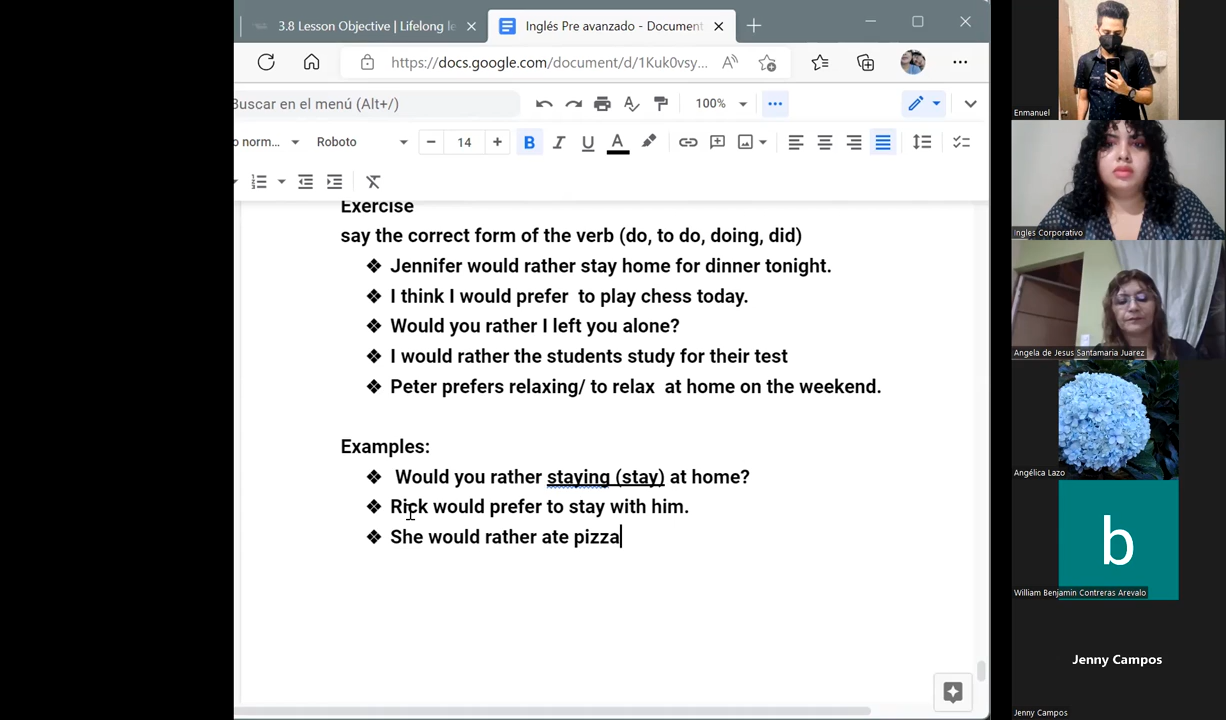 3.8 Lesson Objective | Lifelong le
Inglés Pre avanzado - Document
https://docs.google.com/document/d/1Kuk0vsy...
Buscar en el menú (Alt+/)
100%
o norm...
Roboto
14
Exercise
say the correct form of the verb (do, to do, doing, did)
❖ Jennifer would rather stay home for dinner tonight.
❖ I think I would prefer to play chess today.
❖ Would you rather I left you alone?
❖ I would rather the students study for their test
❖ Peter prefers relaxing/ to relax at home on the weekend.
Examples:
❖ Would you rather staying (stay) at home?
❖ Rick would prefer to stay with him.
❖ She would rather ate pizza
Enmanuel
Ingles Corporativo
Angela de Jesus Santamaria Juarez
Angélica Lazo
b
William Benjamin Contreras Arevalo
Jenny Campos
Jenny Campos